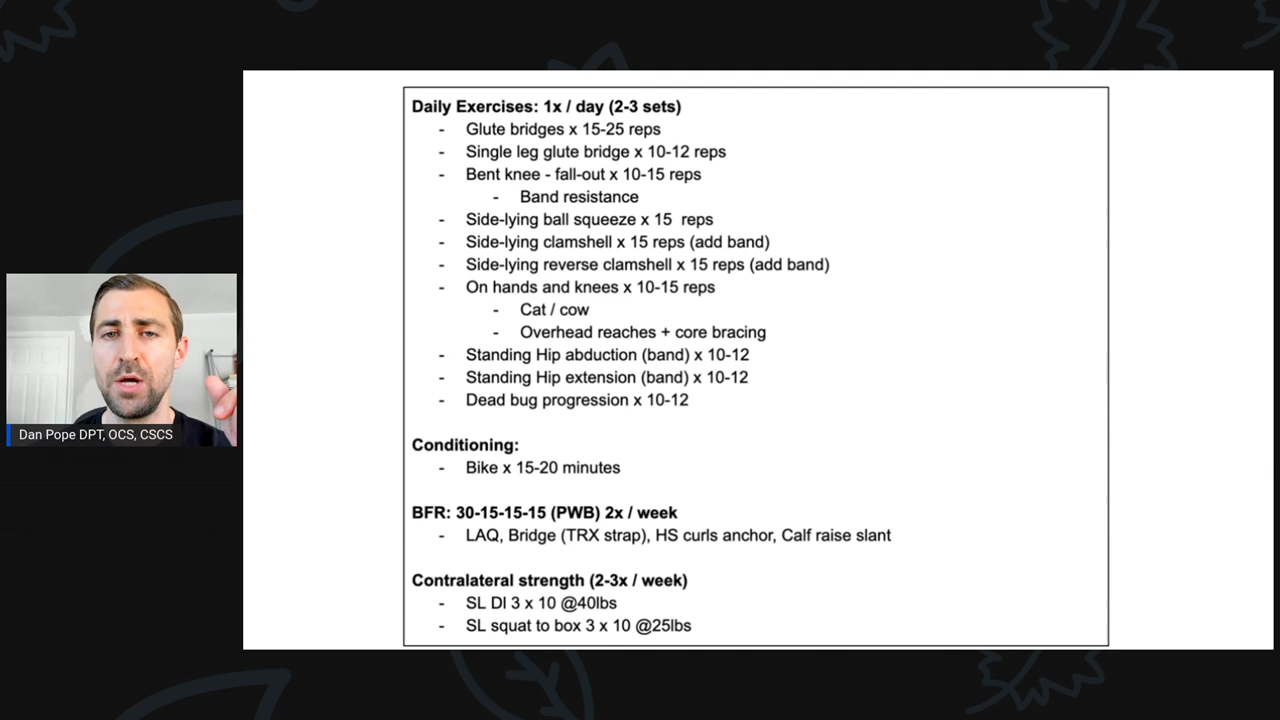 Daily Exercises: 1x / day (2-3 sets)
- Glute bridges x 15-25 reps
- Single leg glute bridge x 10-12 reps
- Bent knee - fall-out x 10-15 reps
- Band resistance
- Side-lying ball squeeze x 15  reps
- Side-lying clamshell x 15 reps (add band)
- Side-lying reverse clamshell x 15 reps (add band)
- On hands and knees x 10-15 reps
- Cat / cow
- Overhead reaches + core bracing
- Standing Hip abduction (band) x 10-12
- Standing Hip extension (band) x 10-12
- Dead bug progression x 10-12
Conditioning:
- Bike x 15-20 minutes
BFR: 30-15-15-15 (PWB) 2x / week
- LAQ, Bridge (TRX strap), HS curls anchor, Calf raise slant
Contralateral strength (2-3x / week)
- SL Dl 3 x 10 @40lbs
- SL squat to box 3 x 10 @25lbs
Dan Pope DPT, OCS, CSCS